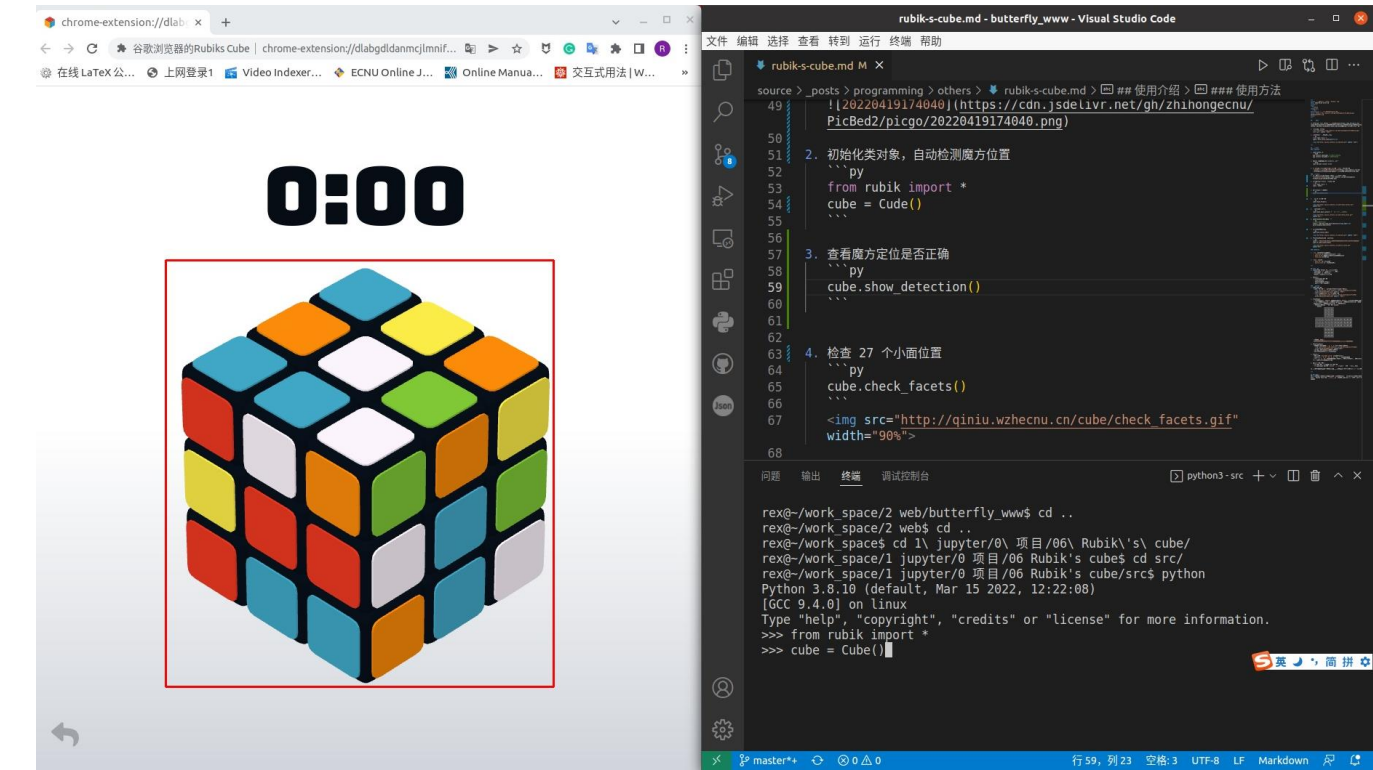 chrome-extension://dlabg
谷歌浏览器的Rubiks Cube | chrome-extension://dlabgdldanmcjlmnif...
R
在线 LaTeX 公... 上网登录1 Video Indexer... ECNU Online J... Online Manua... 交互式用法 | W... »
0:00
rubik-s-cube.md - butterfly_www - Visual Studio Code
文件 编辑 选择 查看 转到 运行 终端 帮助
rubik-s-cube.md M
source > _posts > programming > others > rubik-s-cube.md > ## 使用介绍 > ### 使用方法
49 ![20220419174040](https://cdn.jsdelivr.net/gh/zhihongecnu/
PicBed2/picgo/20220419174040.png)
50
51 2. 初始化类对象，自动检测魔方位置
52 ```py
53 from rubik import *
54 cube = Cude()
55 ```
56
57 3. 查看魔方定位是否正确
58 ```py
59 cube.show_detection()
60 ```
61
62
63 4. 检查 27 个小面位置
64 ```py
65 cube.check_facets()
66 ```
67 <img src="http://qiniu.wzhecnu.cn/cube/check_facets.gif"
width="90%">
68
8
Json
问题 输出 终端 调试控制台
python3 - src
rex@~/work_space/2 web/butterfly_www$ cd ..
rex@~/work_space/2 web$ cd ..
rex@~/work_space$ cd 1\ jupyter/0\ 项目/06\ Rubik\'s\ cube/
rex@~/work_space/1 jupyter/0 项目/06 Rubik's cube$ cd src/
rex@~/work_space/1 jupyter/0 项目/06 Rubik's cube/src$ python
Python 3.8.10 (default, Mar 15 2022, 12:22:08)
[GCC 9.4.0] on linux
Type "help", "copyright", "credits" or "license" for more information.
>>> from rubik import *
>>> cube = Cube()
S 英 简 拼
master*+ 0 0 行 59，列 23 空格: 3 UTF-8 LF Markdown